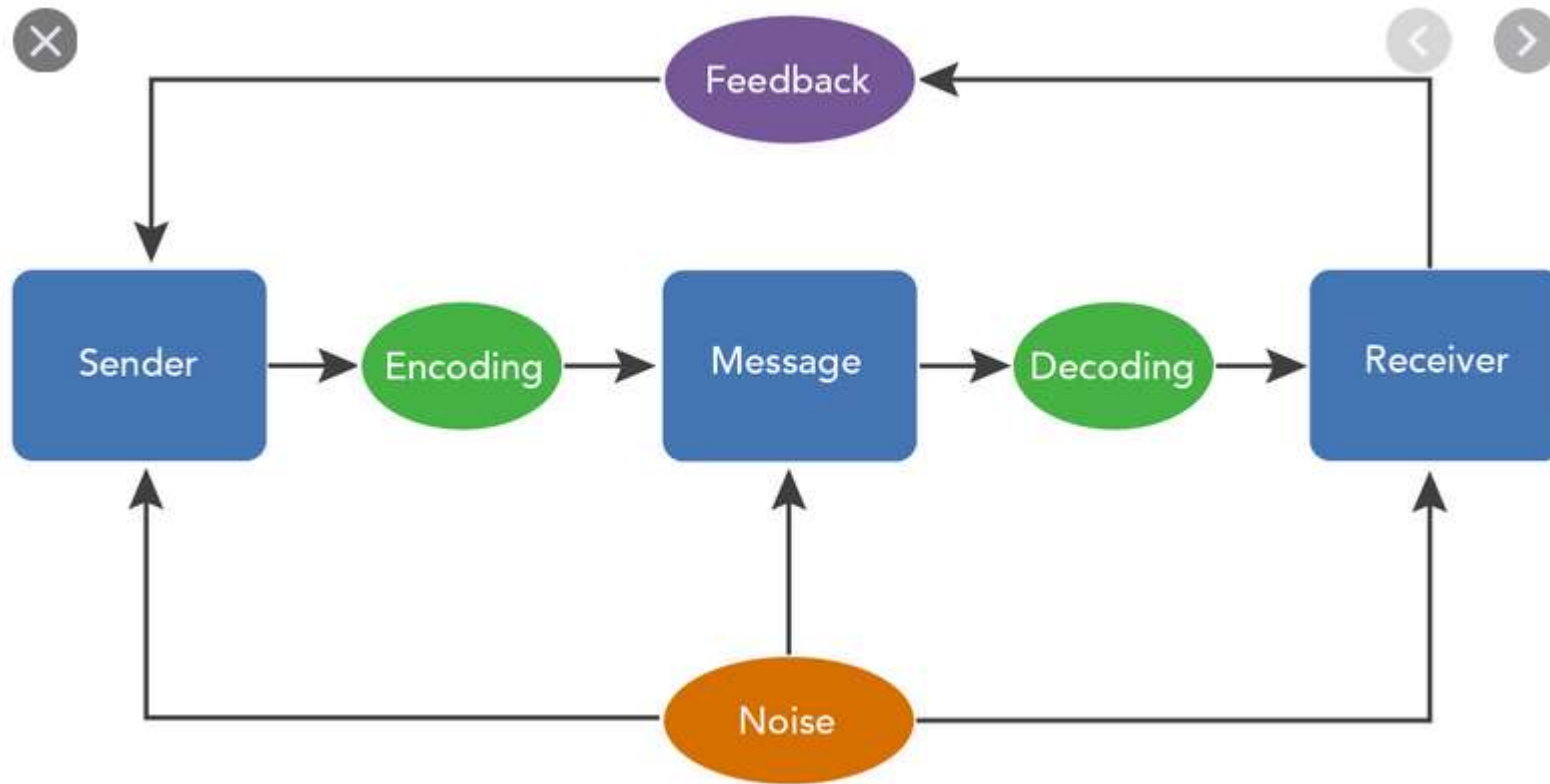 Feedback
Sender
Encoding
Message
Decoding
Receiver
Noise